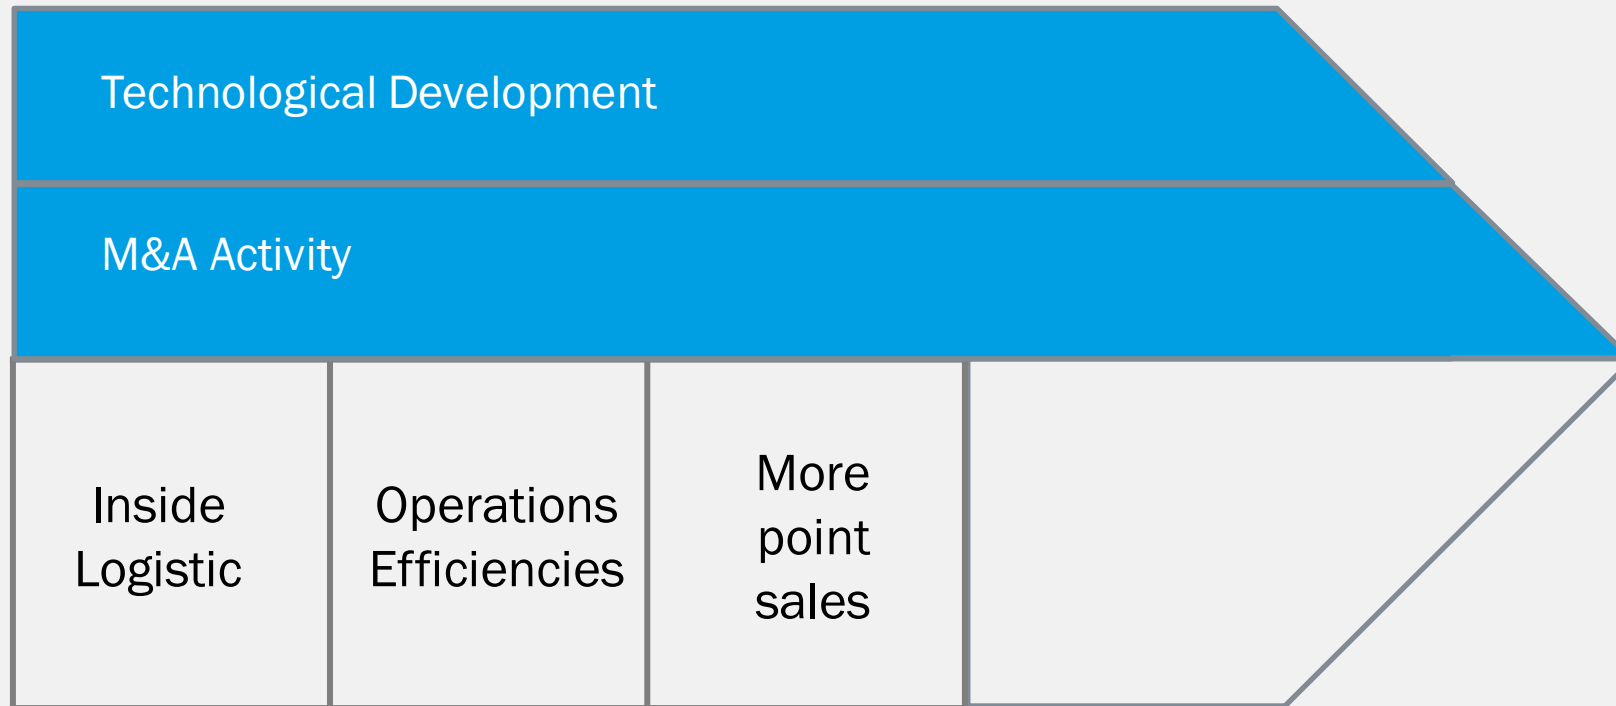 Technological Development
M&A Activity
Inside
Logistic
Operations
Efficiencies
More
point
sales